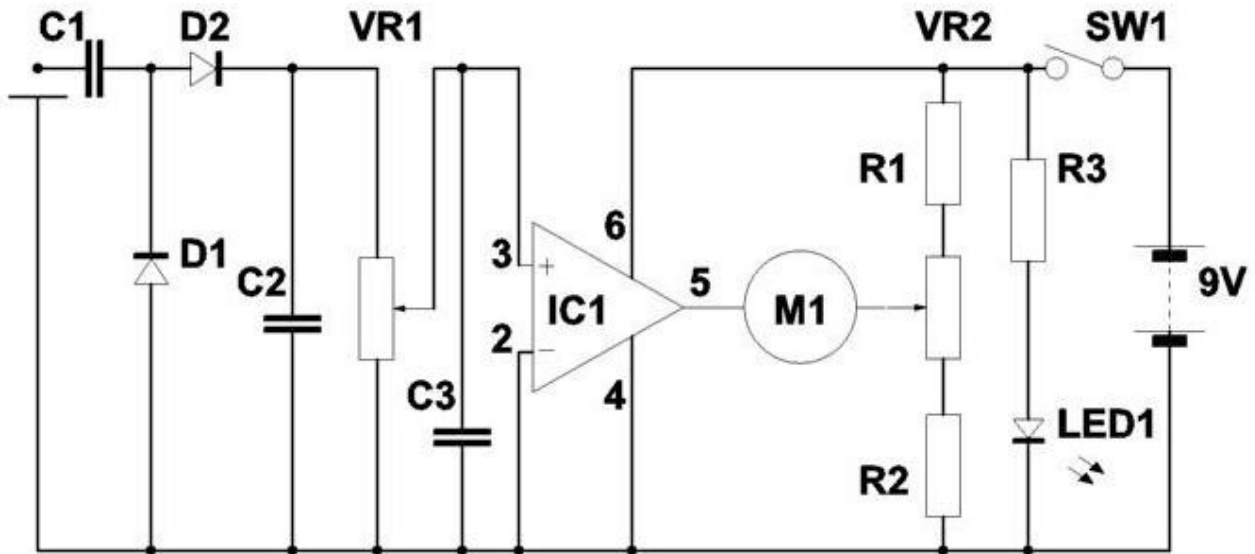 C1 D2 VR1 VR2 SW1
R1 R3
6
D1 3 + 5 9V
C2 IC1 M1
2 −
C3 4 LED1
R2